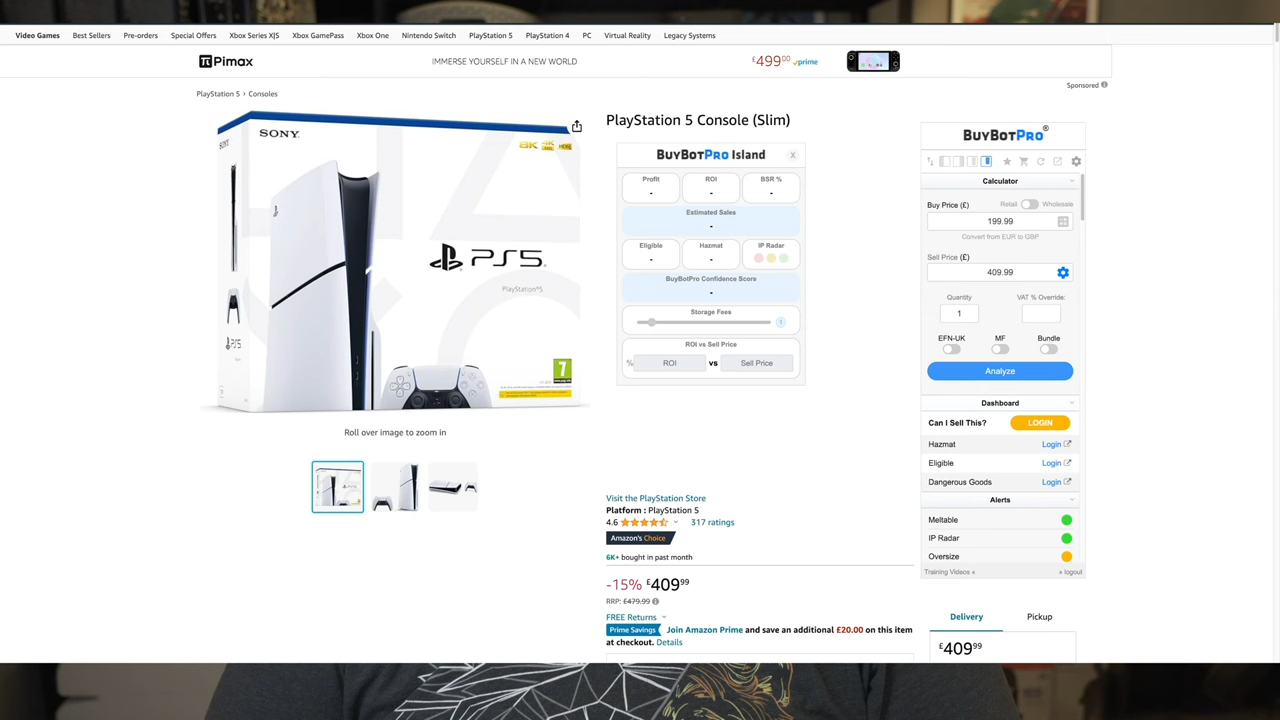 Video Games Best Sellers Pre-orders Special Offers Xbox Series X|S Xbox GamePass Xbox One Nintendo Switch PlayStation 5 PlayStation 4 PC Virtual Reality Legacy Systems
Pimax IMMERSE YOURSELF IN A NEW WORLD £499.00 prime
Sponsored
PlayStation 5 › Consoles
SONY
8K 4K HDR
PS5
PlayStation®5
PS5
7
Roll over image to zoom in
PlayStation 5 Console (Slim)
BuyBotPro Island X
Profit ROI BSR %
- - -
Estimated Sales
-
Eligible Hazmat IP Radar
- -
BuyBotPro Confidence Score
-
Storage Fees
1
ROI vs Sell Price
% ROI vs Sell Price
Visit the PlayStation Store
Platform : PlayStation 5
4.6 317 ratings
Amazon's Choice
6K+ bought in past month
-15% £409.99
RRP: £479.99
FREE Returns
Prime Savings Join Amazon Prime and save an additional £20.00 on this item
at checkout. Details
BUYBOTPRO®
Calculator
Buy Price (£) Retail Wholesale
199.99
Convert from EUR to GBP
Sell Price (£)
409.99
Quantity VAT % Override:
1
EFN-UK MF Bundle
Analyze
Dashboard
Can I Sell This? LOGIN
Hazmat Login
Eligible Login
Dangerous Goods Login
Alerts
Meltable
IP Radar
Oversize
Training Videos « » logout
Delivery Pickup
£409.99